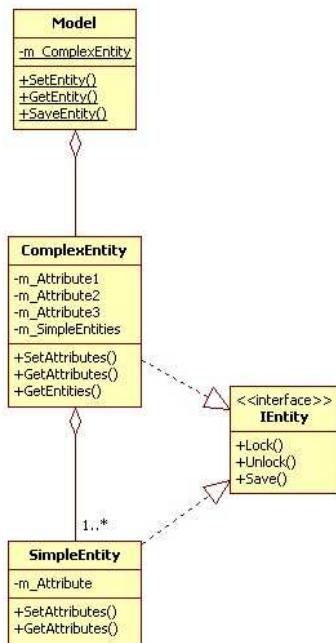 Model
-m_ComplexEntity
+SetEntity()
+GetEntity()
+SaveEntity()
ComplexEntity
-m_Attribute1
-m_Attribute2
-m_Attribute3
-m_SimpleEntities
+SetAttributes()
+GetAttributes()
+GetEntities()
<<interface>>
IEntity
+Lock()
+Unlock()
+Save()
1..*
SimpleEntity
-m_Attribute
+SetAttributes()
+GetAttributes()